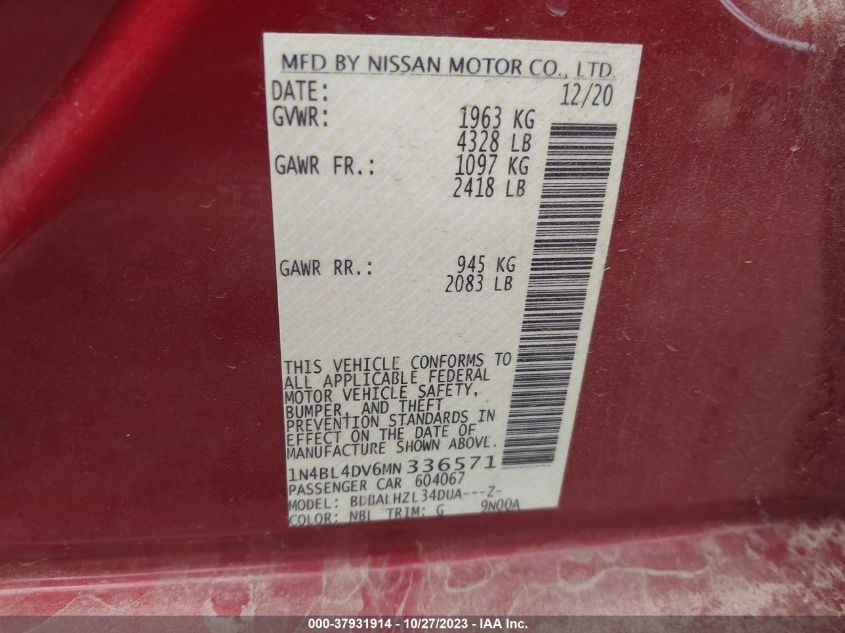 MFD BY NISSAN MOTOR CO., LTD.
DATE: 12/20
GVWR: 1963 KG
4328 LB
GAWR FR.: 1097 KG
2418 LB
GAWR RR.: 945 KG
2083 LB
THIS VEHICLE CONFORMS TO
ALL APPLICABLE FEDERAL
MOTOR VEHICLE SAFETY,
BUMPER, AND THEFT
PREVENTION STANDARDS IN
EFFECT ON THE DATE OF
MANUFACTURE SHOWN ABOVE.
1N4BL4DV6MN 336571
PASSENGER CAR 604067
MODEL: BDBALHZL34DUA---Z-
COLOR: NBL TRIM: G 9N00A
000-37931914 - 10/27/2023 - IAA Inc.